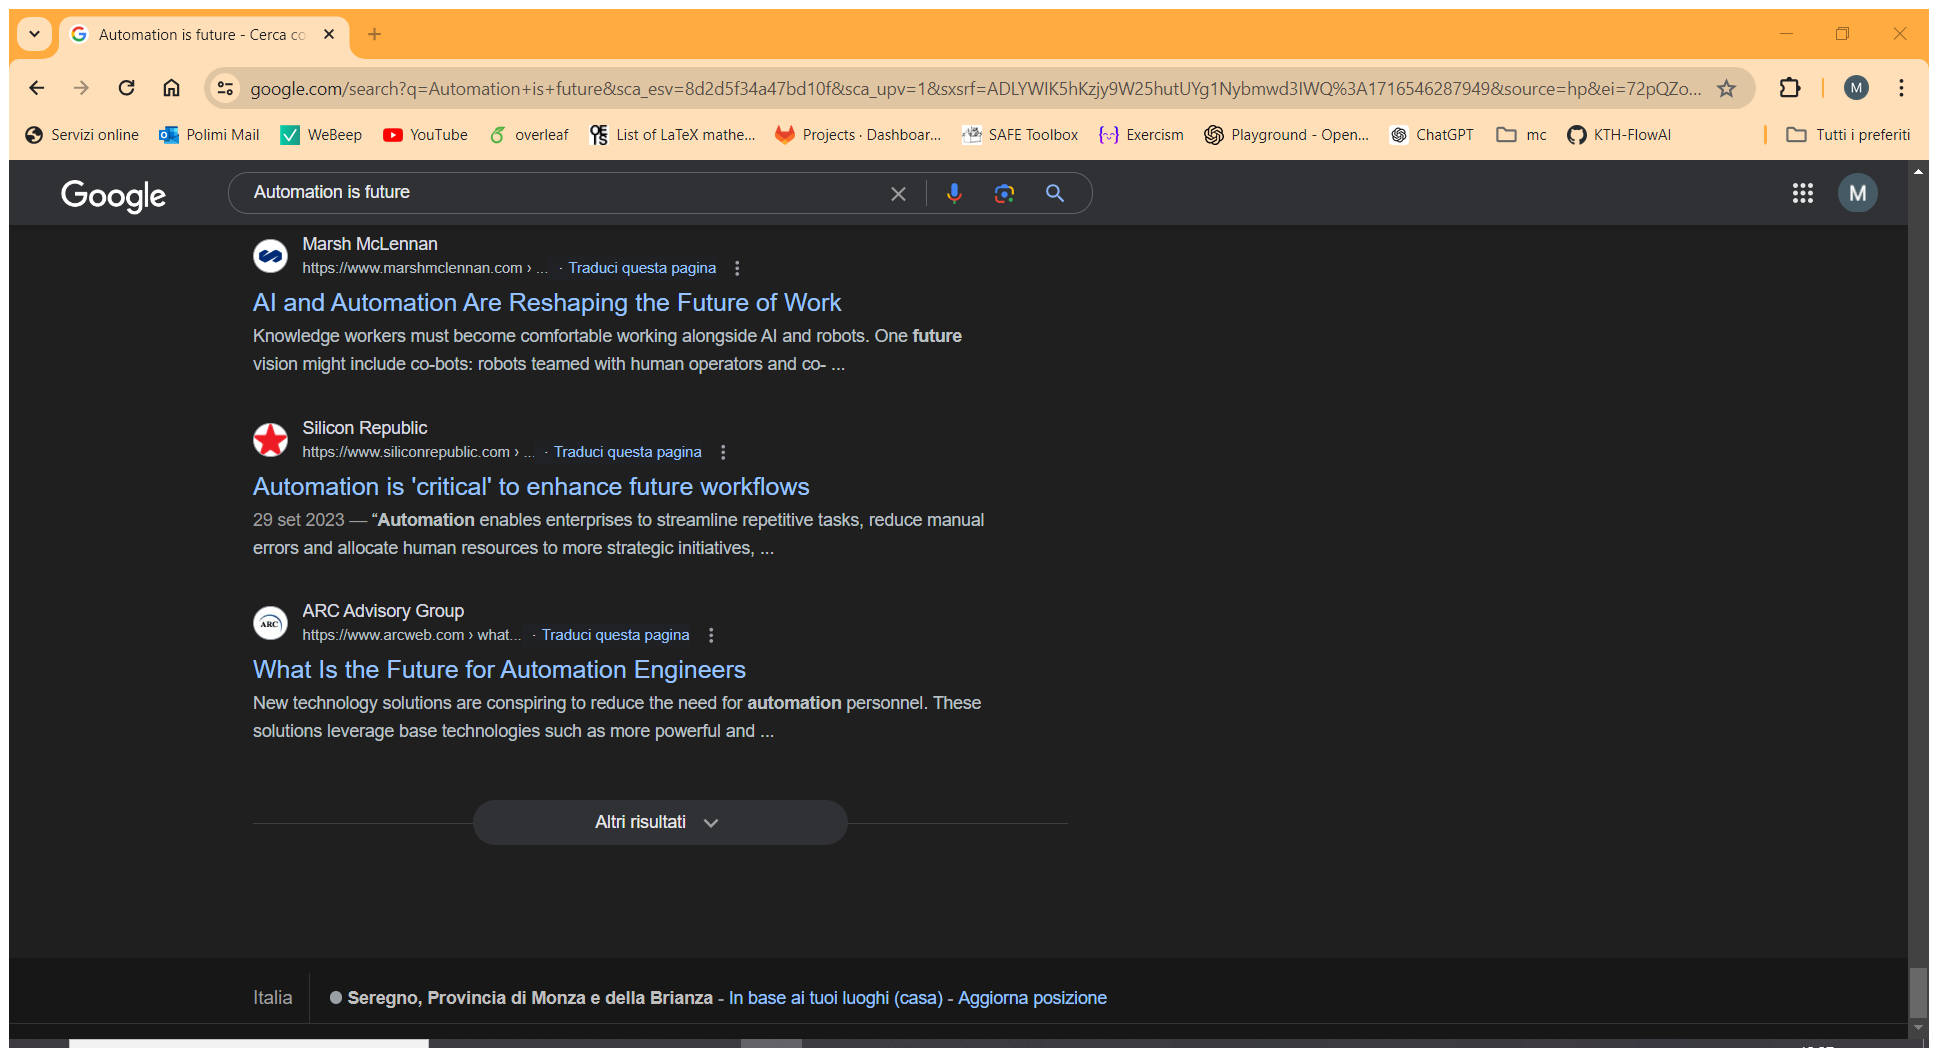 Automation is future - Cerca co
google.com/search?q=Automation+is+future&sca_esv=8d2d5f34a47bd10f&sca_upv=1&sxsrf=ADLYWIK5hKzjy9W25hutUYg1Nybmwd3IWQ%3A1716546287949&source=hp&ei=72pQZo...
M
Servizi online Polimi Mail WeBeep YouTube overleaf List of LaTeX mathe... Projects · Dashboar... SAFE Toolbox Exercism Playground - Open... ChatGPT mc KTH-FlowAI Tutti i preferiti
Google Automation is future M
Marsh McLennan
https://www.marshmclennan.com › ... · Traduci questa pagina
AI and Automation Are Reshaping the Future of Work
Knowledge workers must become comfortable working alongside AI and robots. One future
vision might include co-bots: robots teamed with human operators and co- ...
Silicon Republic
https://www.siliconrepublic.com › ... · Traduci questa pagina
Automation is 'critical' to enhance future workflows
29 set 2023 — “Automation enables enterprises to streamline repetitive tasks, reduce manual
errors and allocate human resources to more strategic initiatives, ...
ARC
ARC Advisory Group
https://www.arcweb.com › what... · Traduci questa pagina
What Is the Future for Automation Engineers
New technology solutions are conspiring to reduce the need for automation personnel. These
solutions leverage base technologies such as more powerful and ...
Altri risultati
Italia Seregno, Provincia di Monza e della Brianza - In base ai tuoi luoghi (casa) - Aggiorna posizione